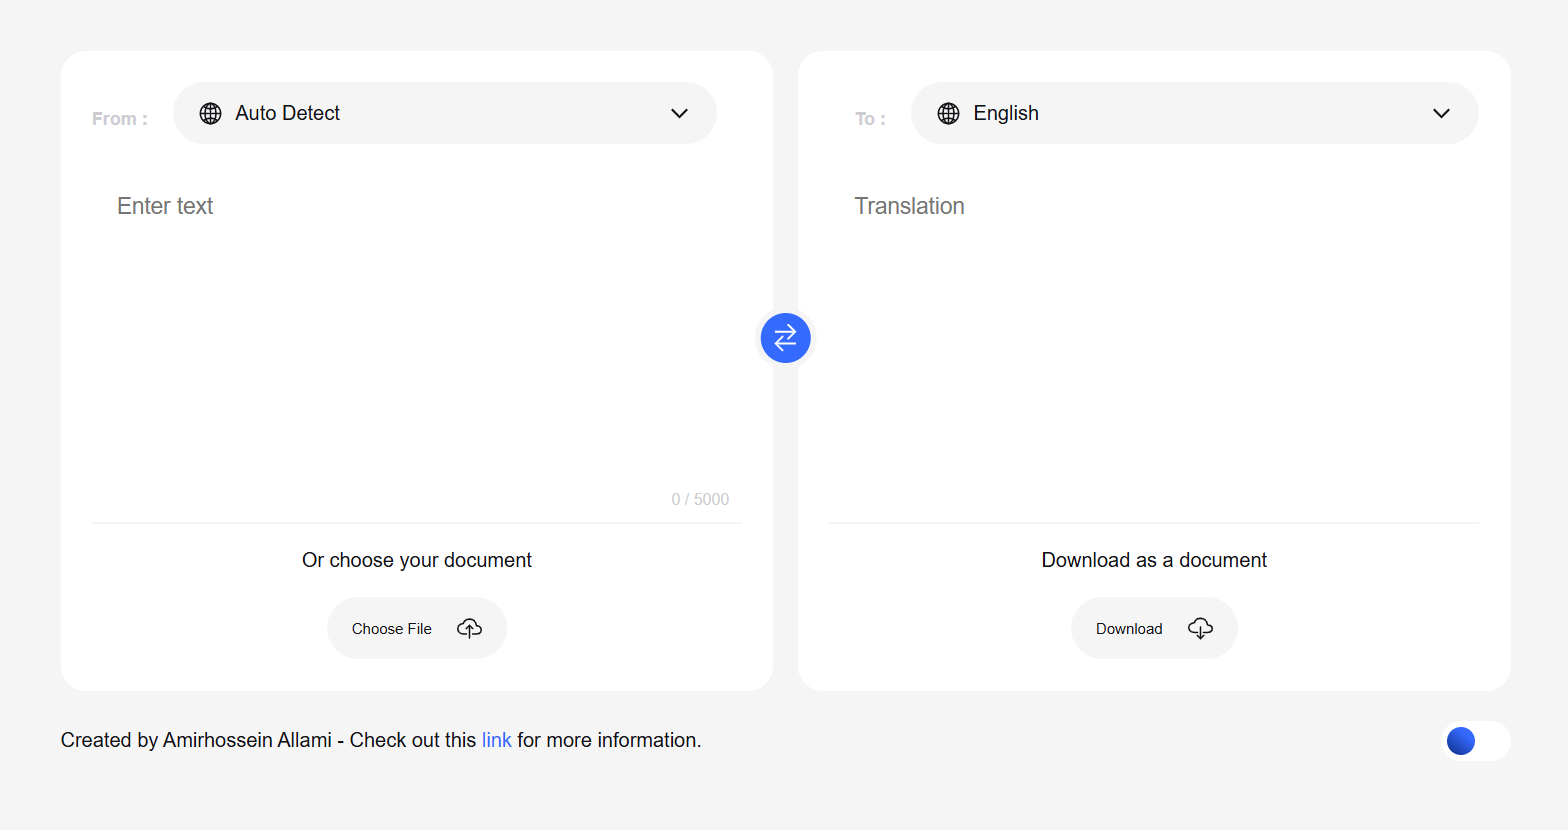 From :
Auto Detect
Enter text
0 / 5000
Or choose your document
Choose File
To :
English
Translation
Download as a document
Download
Created by Amirhossein Allami - Check out this link for more information.